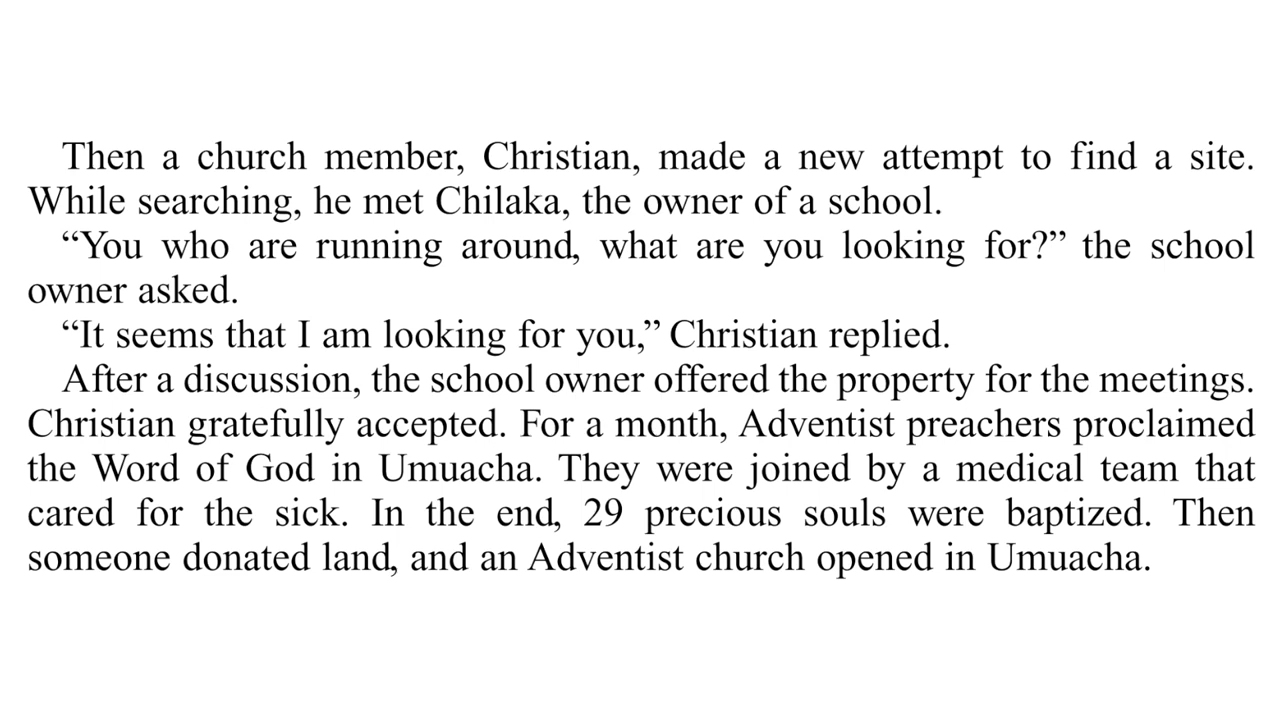 Then a church member, Christian, made a new attempt to find a site.
While searching, he met Chilaka, the owner of a school.
“You who are running around, what are you looking for?” the school
owner asked.
“It seems that I am looking for you,” Christian replied.
After a discussion, the school owner offered the property for the meetings.
Christian gratefully accepted. For a month, Adventist preachers proclaimed
the Word of God in Umuacha. They were joined by a medical team that
cared for the sick. In the end, 29 precious souls were baptized. Then
someone donated land, and an Adventist church opened in Umuacha.